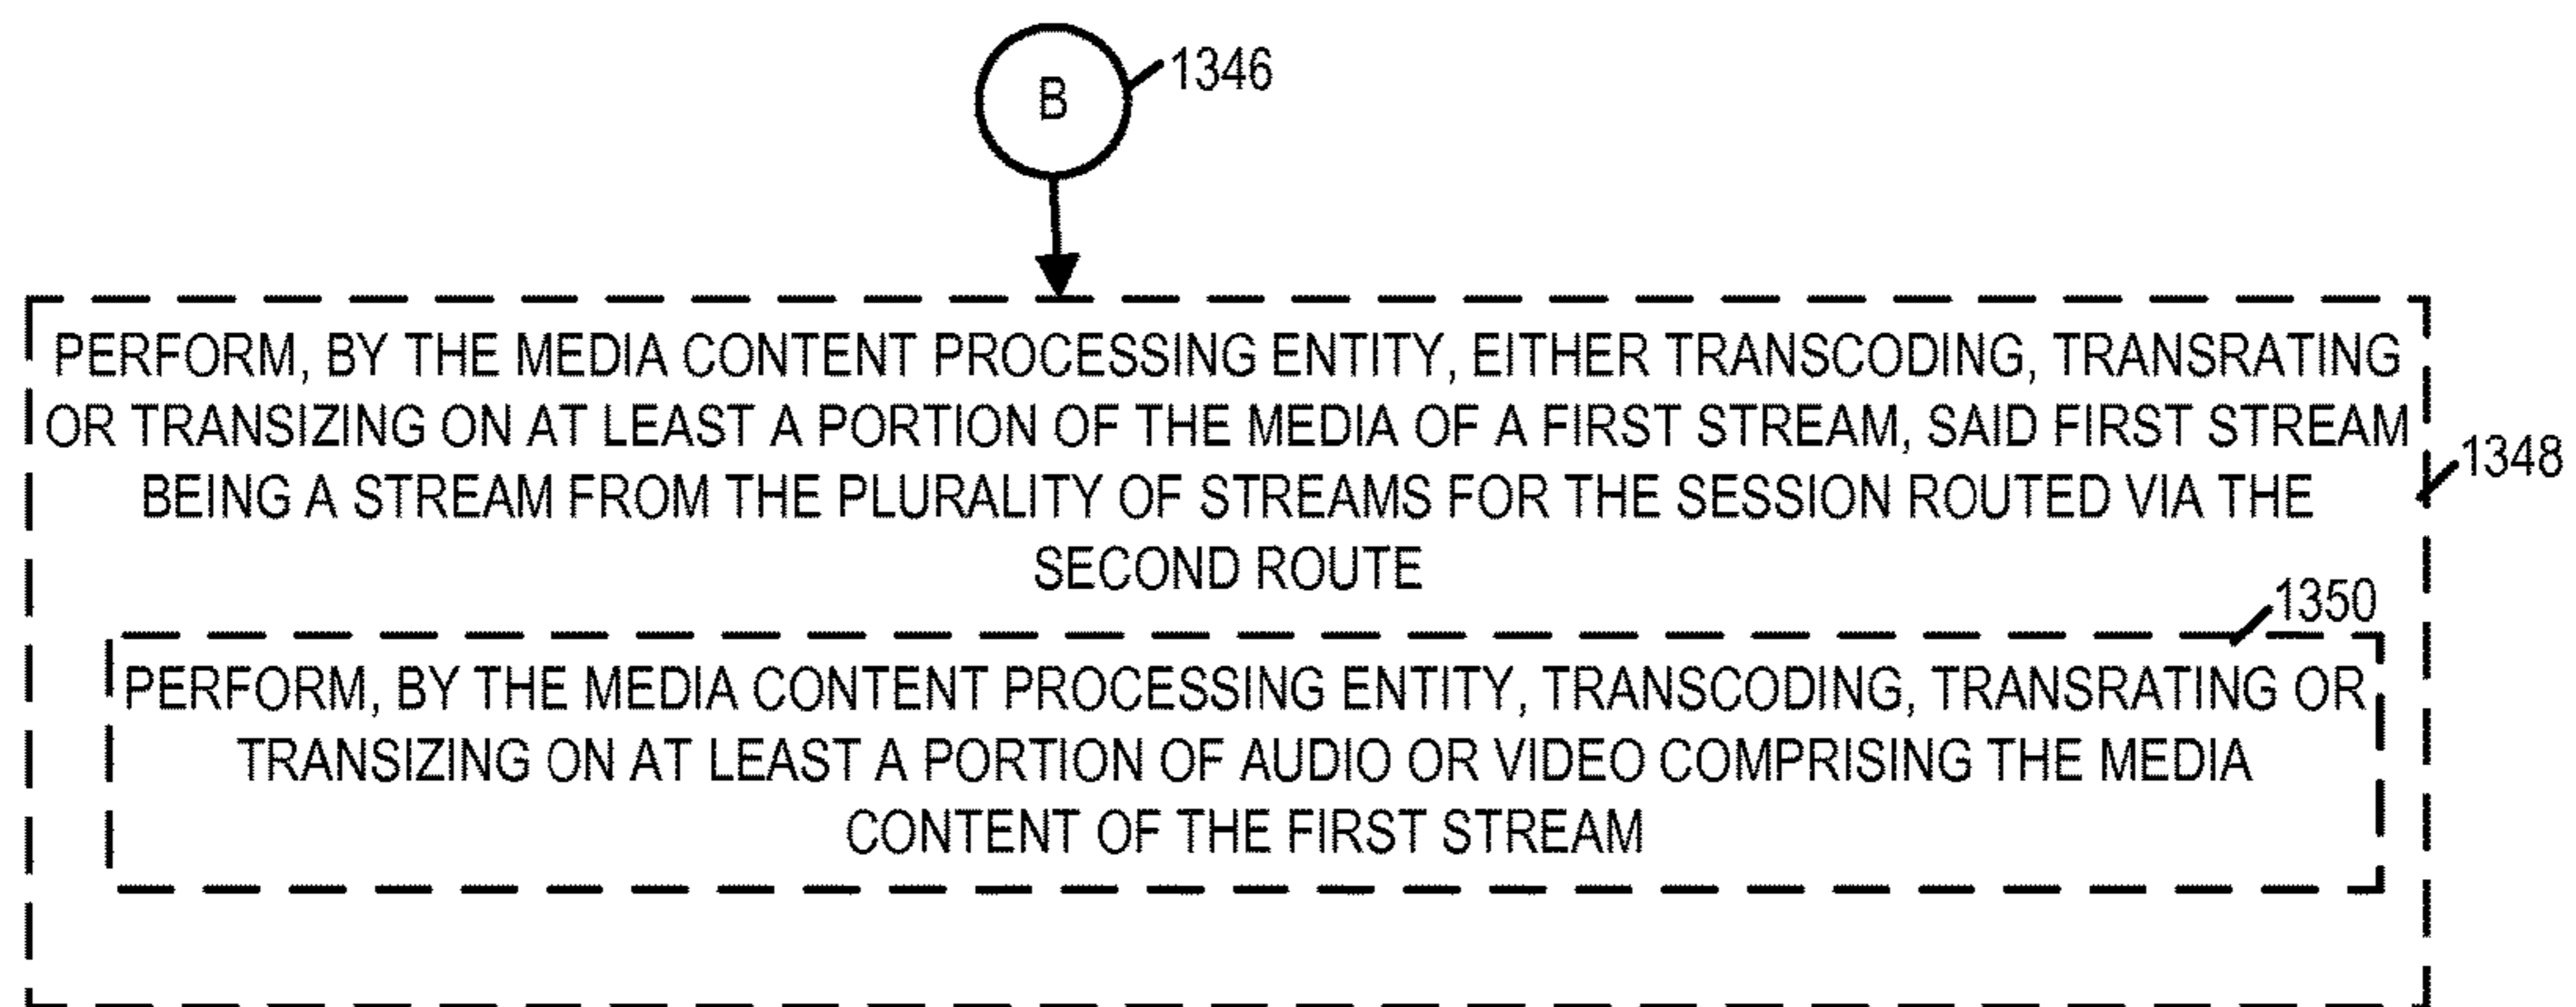 B
1346
PERFORM, BY THE MEDIA CONTENT PROCESSING ENTITY, EITHER TRANSCODING, TRANSRATING
OR TRANSIZING ON AT LEAST A PORTION OF THE MEDIA OF A FIRST STREAM, SAID FIRST STREAM
BEING A STREAM FROM THE PLURALITY OF STREAMS FOR THE SESSION ROUTED VIA THE
SECOND ROUTE
1348
1350
PERFORM, BY THE MEDIA CONTENT PROCESSING ENTITY, TRANSCODING, TRANSRATING OR
TRANSIZING ON AT LEAST A PORTION OF AUDIO OR VIDEO COMPRISING THE MEDIA
CONTENT OF THE FIRST STREAM